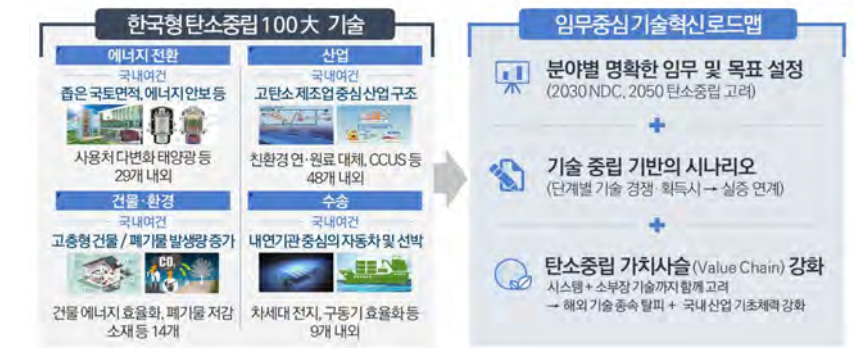 한국형 탄소중립 100大 기술
에너지 전환
국내여건
좁은 국토면적, 에너지안보 등
사용처 다변화 태양광 등
29개 내외
산업
국내여건
고탄소 제조업 중심 산업 구조
친환경 연·원료 대체, CCUS 등
48개 내외
건물·환경
국내여건
고층형 건물 / 폐기물 발생량 증가
CO2
건물 에너지 효율화, 폐기물 저감
소재 등 14개
수송
국내여건
내연기관 중심의 자동차 및 선박
차세대 전지, 구동기 효율화 등
9개 내외
임무중심 기술혁신 로드맵
분야별 명확한 임무 및 목표 설정
(2030 NDC, 2050 탄소중립 고려)
+
기술 중립 기반의 시나리오
(단계별 기술 경쟁·획득시 → 실증 연계)
+
탄소중립 가치사슬(Value Chain) 강화
시스템 + 소부장 기술까지 함께 고려
→ 해외 기술 종속 탈피 + 국내 산업 기초체력 강화